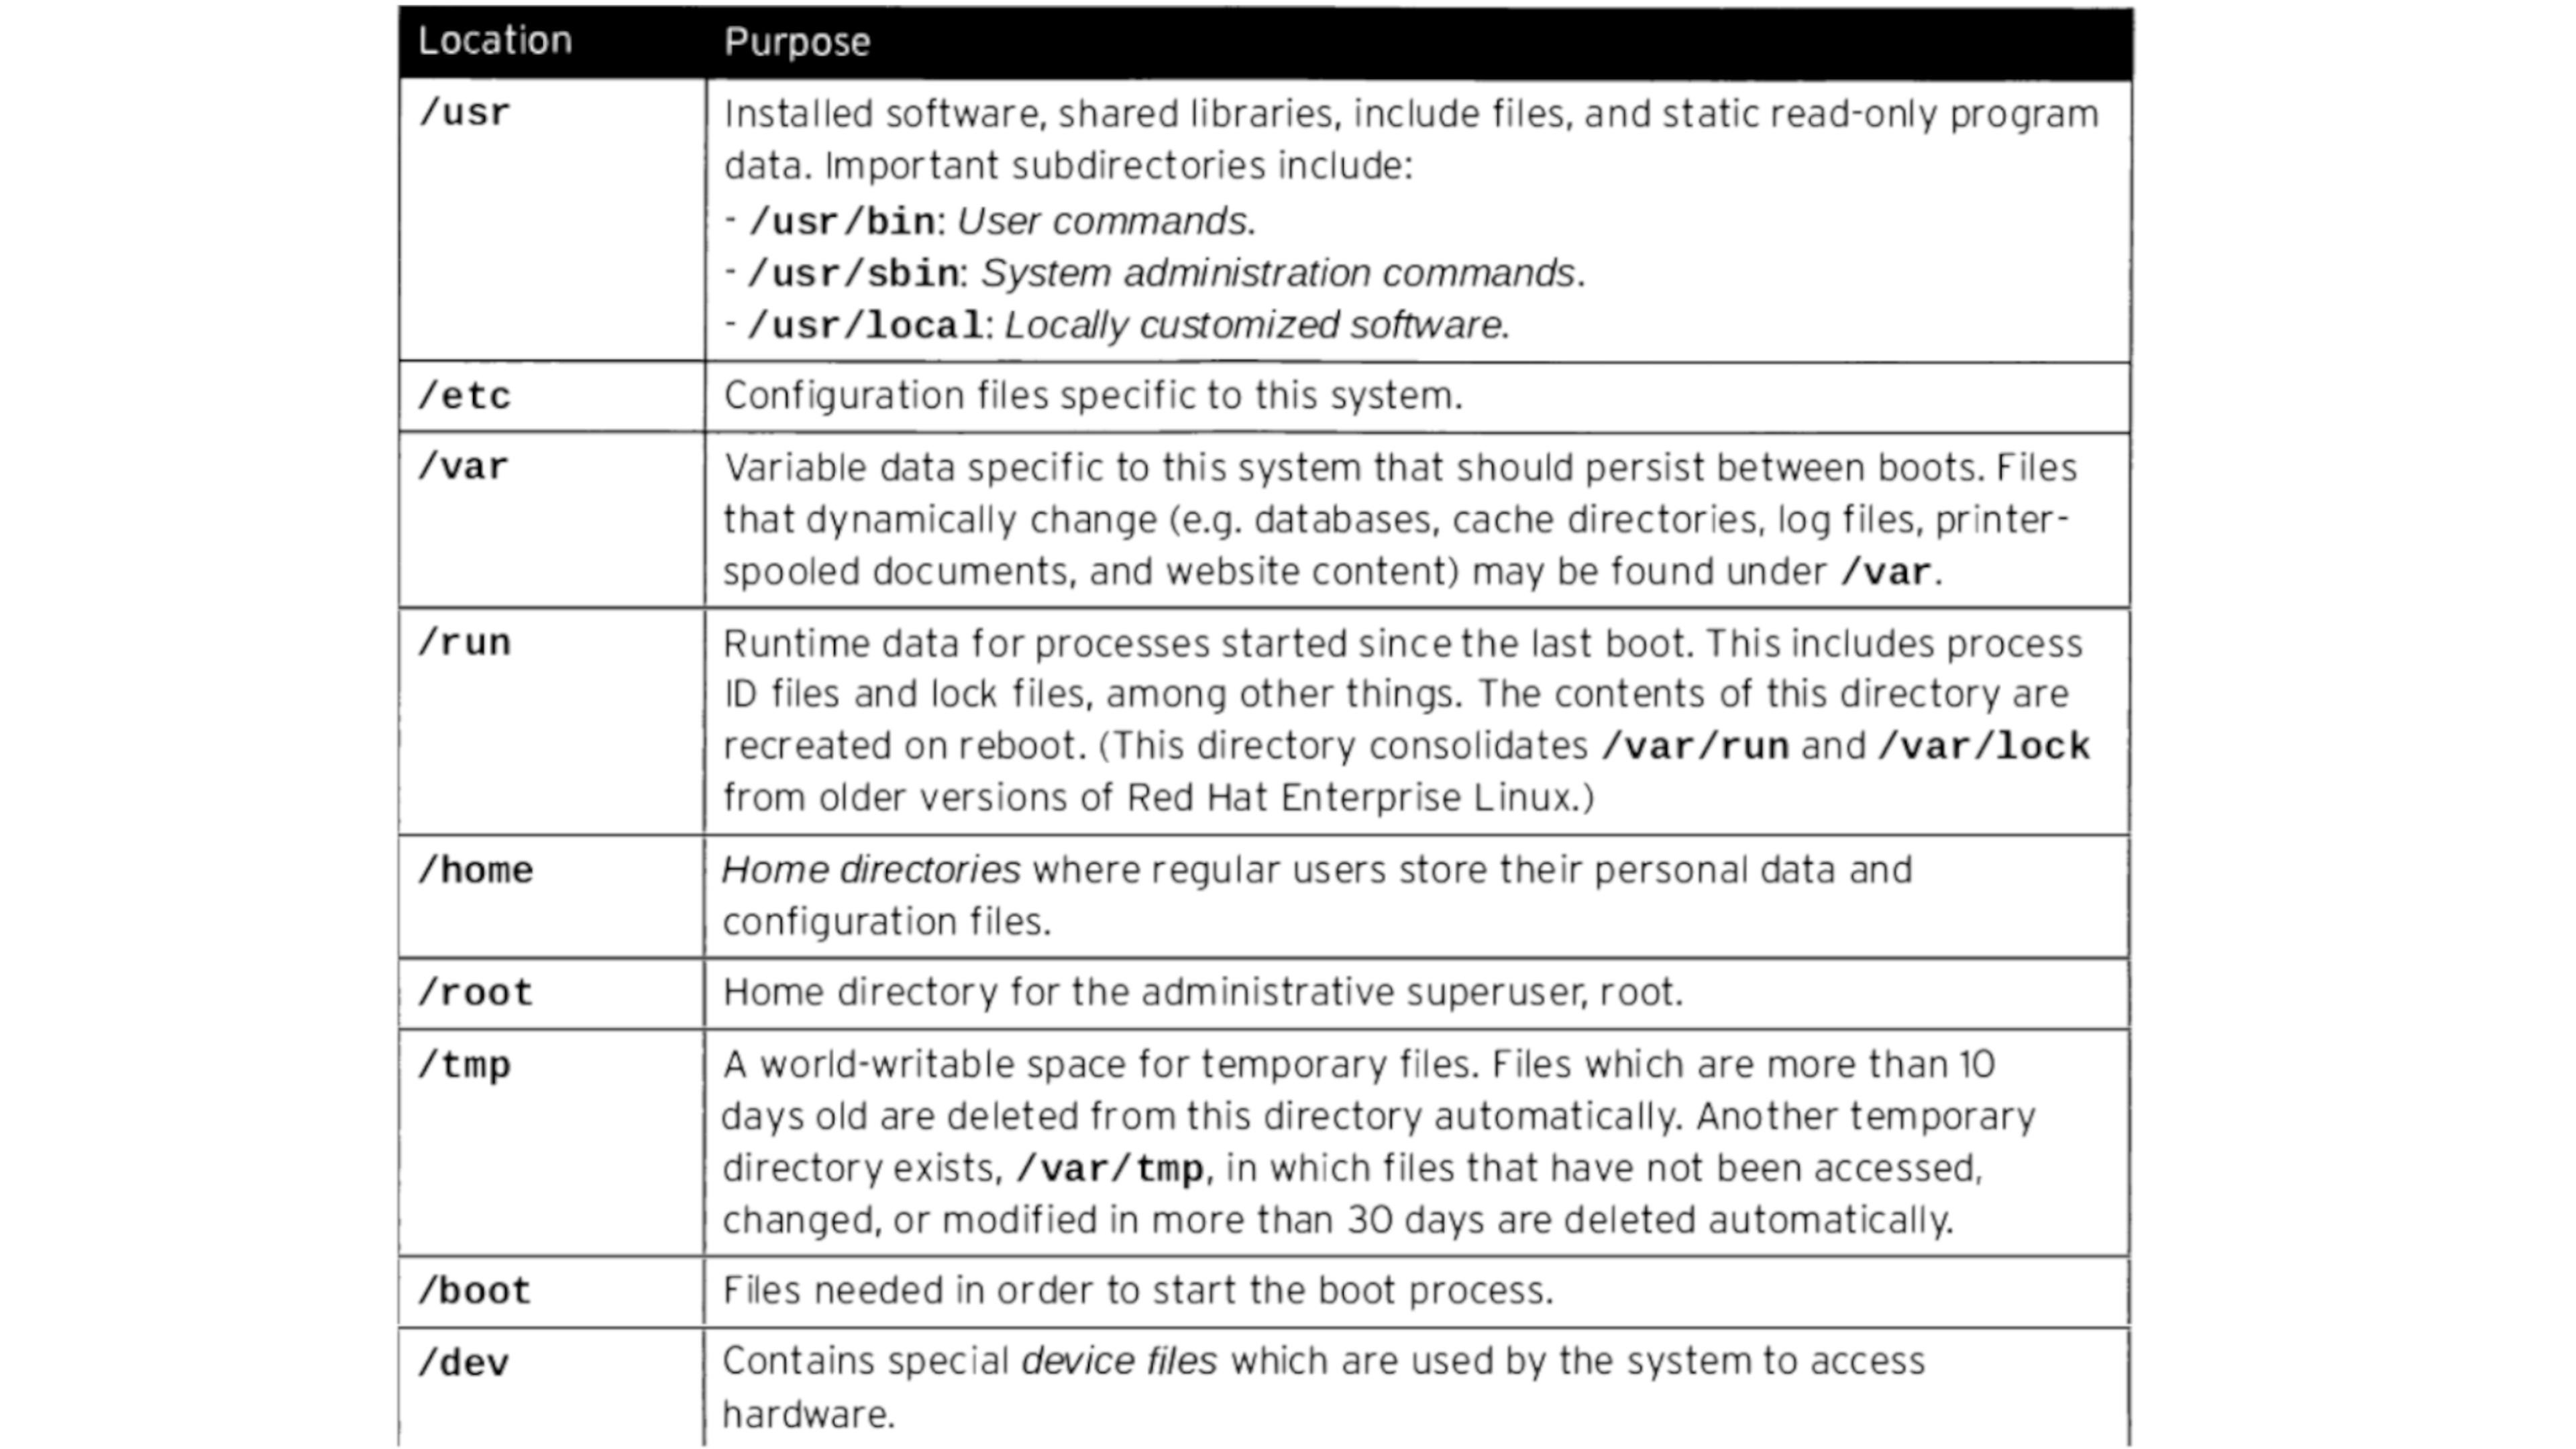 Location Purpose
/usr Installed software, shared libraries, include files, and static read-only program
data. Important subdirectories include:
- /usr/bin: User commands.
- /usr/sbin: System administration commands.
- /usr/local: Locally customized software.
/etc Configuration files specific to this system.
/var Variable data specific to this system that should persist between boots. Files
that dynamically change (e.g. databases, cache directories, log files, printer-
spooled documents, and website content) may be found under /var.
/run Runtime data for processes started since the last boot. This includes process
ID files and lock files, among other things. The contents of this directory are
recreated on reboot. (This directory consolidates /var/run and /var/lock
from older versions of Red Hat Enterprise Linux.)
/home Home directories where regular users store their personal data and
configuration files.
/root Home directory for the administrative superuser, root.
/tmp A world-writable space for temporary files. Files which are more than 10
days old are deleted from this directory automatically. Another temporary
directory exists, /var/tmp, in which files that have not been accessed,
changed, or modified in more than 30 days are deleted automatically.
/boot Files needed in order to start the boot process.
/dev Contains special device files which are used by the system to access
hardware.